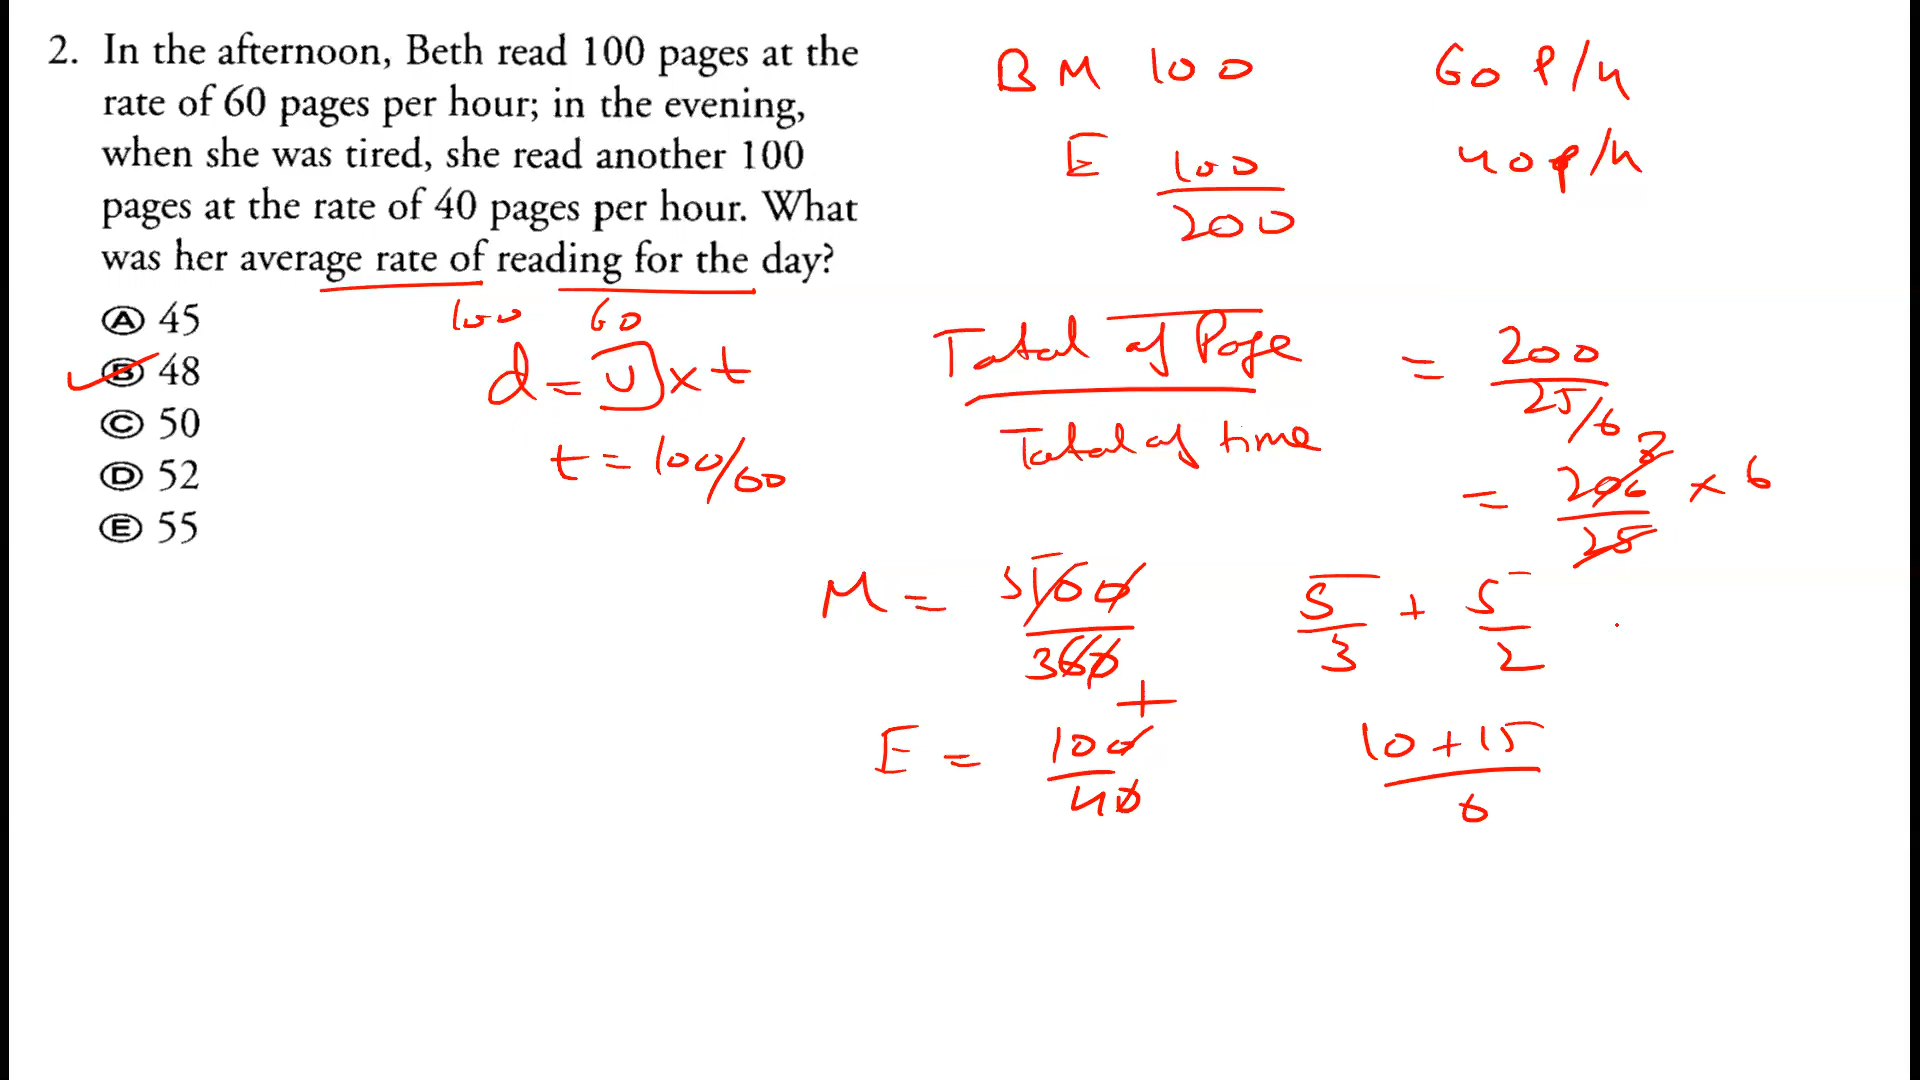 2. In the afternoon, Beth read 100 pages at the
rate of 60 pages per hour; in the evening,
when she was tired, she read another 100
pages at the rate of 40 pages per hour. What
was her average rate of reading for the day?
Ⓐ 45
Ⓑ 48
Ⓒ 50
Ⓓ 52
Ⓔ 55
B M 100 60 P/h
E 100 40 P/h
200
100 60
d = v × t
t = 100/60
Total of Page = 200
Total of time 25/6
= 200 8 × 6
25
M = 5 100 5 + 5
3 60 3 2
+
E = 100 10 + 15
40 6